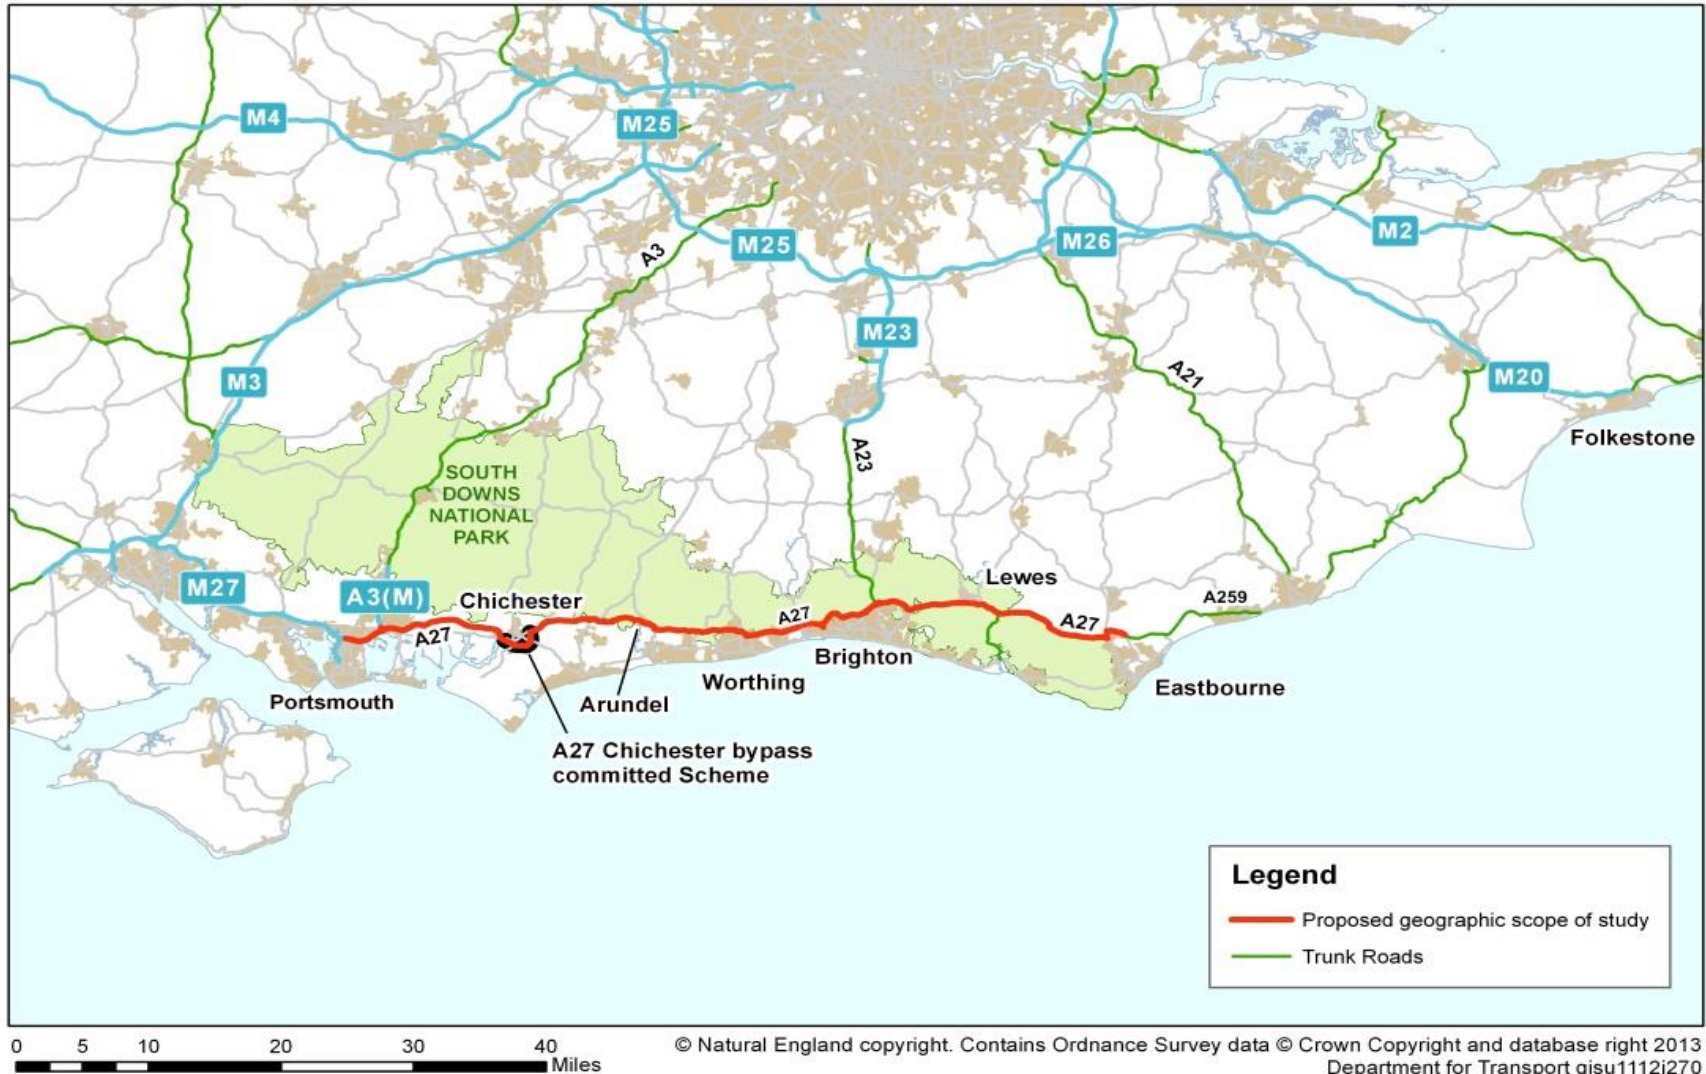 M4
M25
M25
A3
M26
M2
M23
M3
A21
M20
A23
Folkestone
SOUTH
DOWNS
NATIONAL
PARK
M27
A3(M)
Chichester
Lewes
A259
A27
A27
A27
Brighton
Portsmouth
Arundel
Worthing
Eastbourne
A27 Chichester bypass
committed Scheme
Legend
Proposed geographic scope of study
Trunk Roads
0 5 10 20 30 40
Miles
© Natural England copyright. Contains Ordnance Survey data © Crown Copyright and database right 2013
Department for Transport gisu1112j270